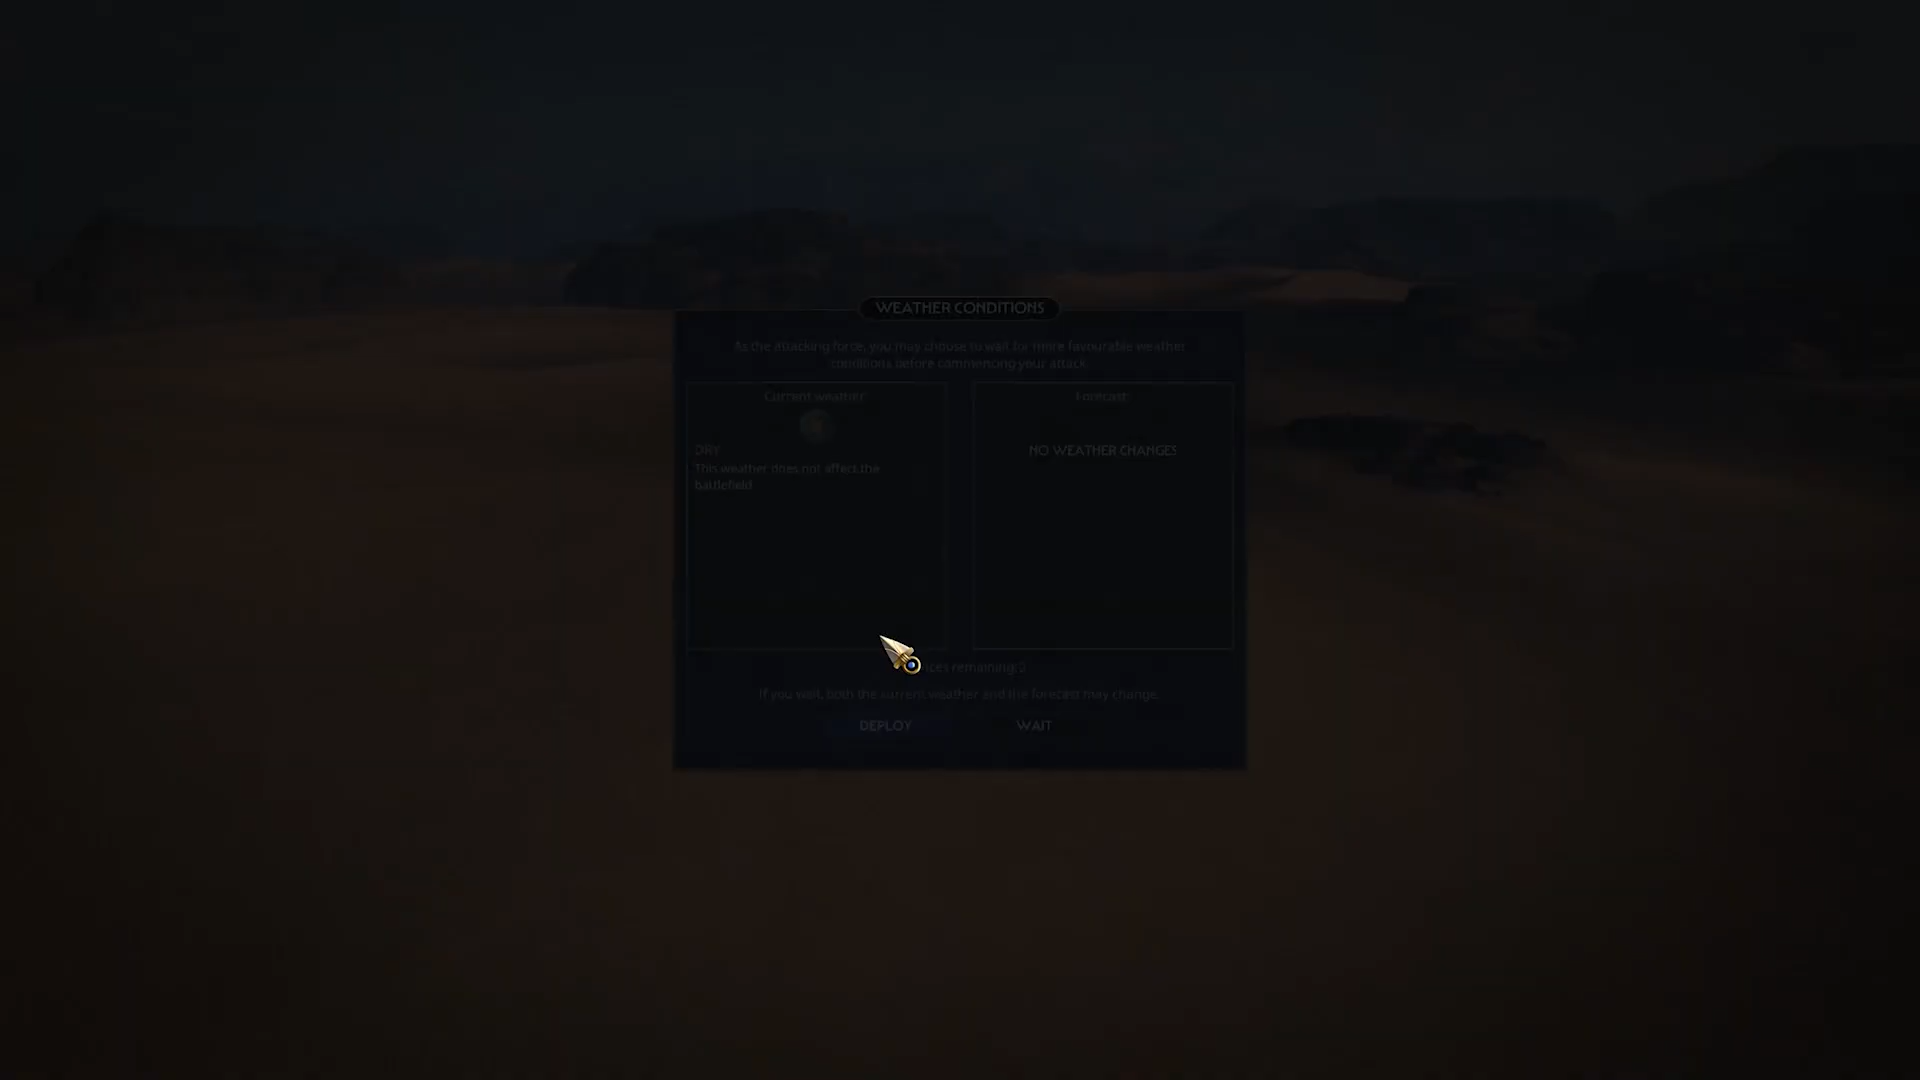 WEATHER CONDITIONS
As the attacking force, you may choose to wait for more favourable weather
conditions before commencing your attack.
Current weather
Forecast
DRY
This weather does not affect the
battlefield
NO WEATHER CHANGES
remaining:
If you wait, both the current weather and the forecast may change.
DEPLOY
WAIT